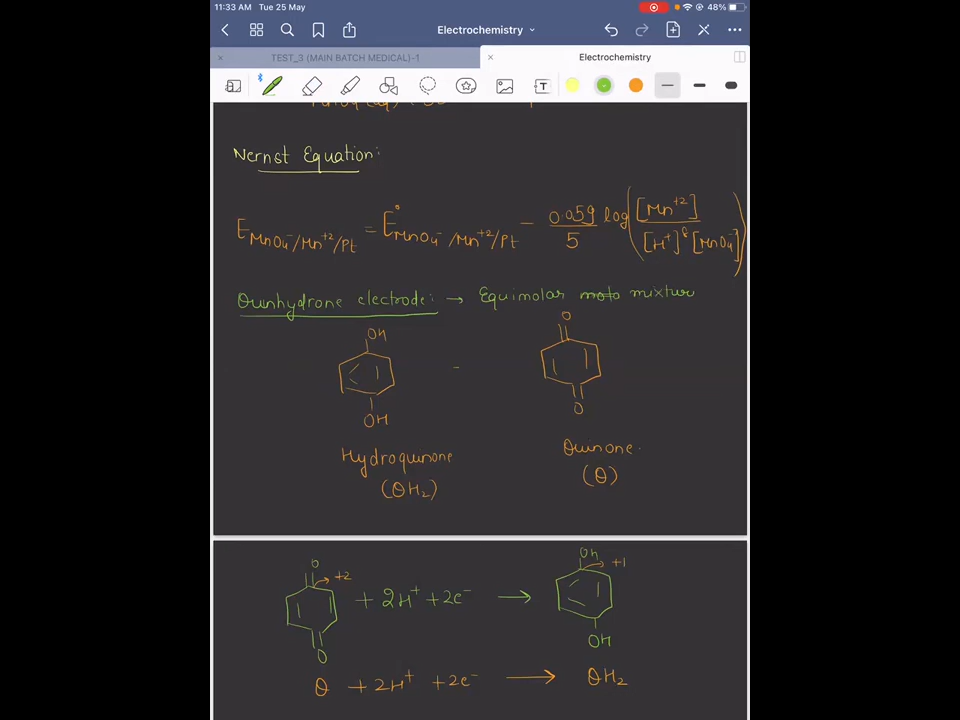 11:33 AM Tue 25 May
48%
Electrochemistry
TEST_3 (MAIN BATCH MEDICAL)-1
Electrochemistry
Nernst Equation:
E MnO4⁻/Mn⁺²/Pt = E° MnO4⁻/Mn⁺²/Pt − 0.059/5 log([Mn⁺²]/[H⁺]⁸[MnO4⁻])
Quinhydrone electrode: → Equimolar mixture
OH O
OH O
Hydroquinone Quinone
(QH₂) (Q)
O +2 + 2H⁺ + 2e⁻ → OH +1
O OH
Q + 2H⁺ + 2e⁻ → QH₂